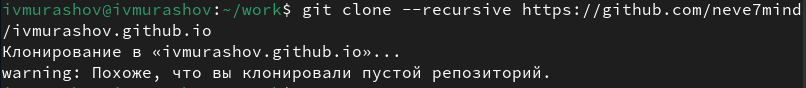 ivmurashov@ivmurashov:~/work$ git clone --recursive https://github.com/neve7mind
/ivmurashov.github.io
Клонирование в «ivmurashov.github.io»...
warning: Похоже, что вы клонировали пустой репозиторий.